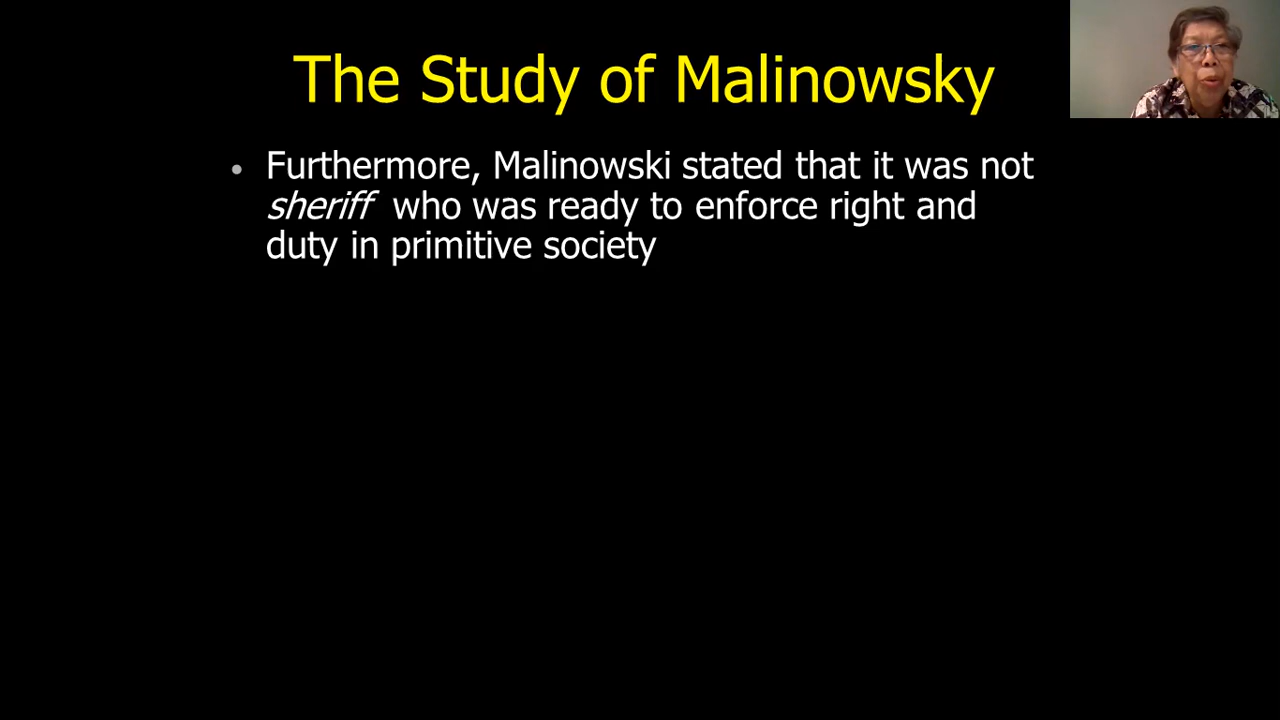 The Study of Malinowsky
• Furthermore, Malinowski stated that it was not
sheriff who was ready to enforce right and
duty in primitive society